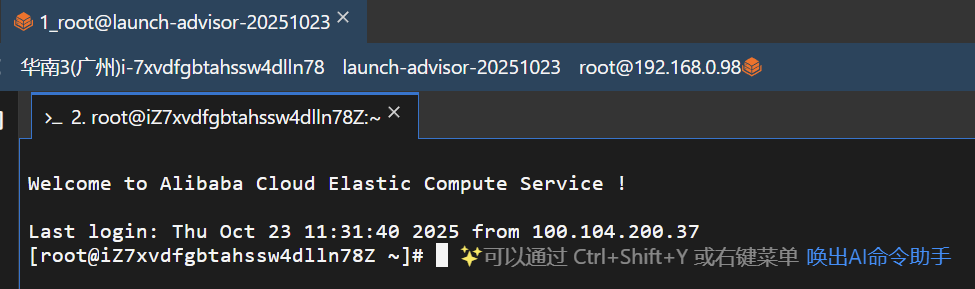 1_root@launch-advisor-20251023
华南3(广州)i-7xvdfgbtahssw4dlln78 launch-advisor-20251023 root@192.168.0.98
>_ 2. root@iZ7xvdfgbtahssw4dlln78Z:~
Welcome to Alibaba Cloud Elastic Compute Service !
Last login: Thu Oct 23 11:31:40 2025 from 100.104.200.37
[root@iZ7xvdfgbtahssw4dlln78Z ~]# ✨可以通过 Ctrl+Shift+Y 或右键菜单 唤出AI命令助手